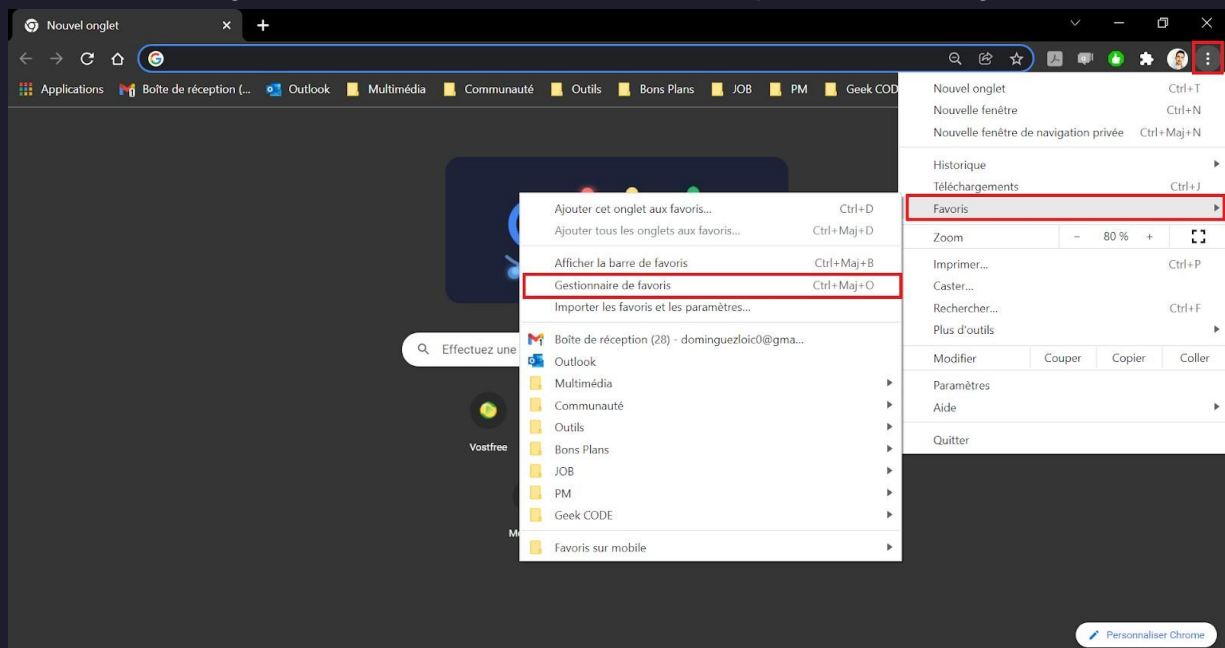 Nouvel onglet
Applications Boîte de réception (... Outlook Multimédia Communauté Outils Bons Plans JOB PM Geek COD
Nouvel onglet Ctrl+T
Nouvelle fenêtre Ctrl+N
Nouvelle fenêtre de navigation privée Ctrl+Maj+N
Historique
Téléchargements Ctrl+J
Favoris
Zoom - 80 % +
Imprimer... Ctrl+P
Caster...
Rechercher... Ctrl+F
Plus d'outils
Modifier Couper Copier Coller
Paramètres
Aide
Quitter
Ajouter cet onglet aux favoris... Ctrl+D
Ajouter tous les onglets aux favoris... Ctrl+Maj+D
Afficher la barre de favoris Ctrl+Maj+B
Gestionnaire de favoris Ctrl+Maj+O
Importer les favoris et les paramètres...
Boîte de réception (28) - dominguezloic0@gma...
Outlook
Multimédia
Communauté
Outils
Bons Plans
JOB
PM
Geek CODE
Favoris sur mobile
Effectuez une
Vostfree
Personnaliser Chrome